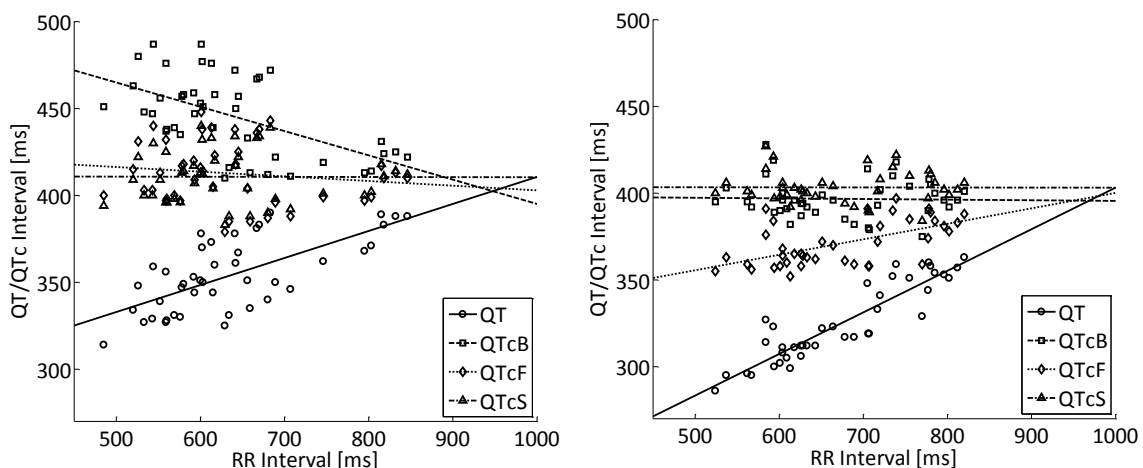 500
450
400
350
300
QT/QTc Interval [ms]
500 600 700 800 900 1000
RR Interval [ms]
QT
QTcB
QTcF
QTcS
500
450
400
350
300
QT/QTc Interval [ms]
500 600 700 800 900 1000
RR Interval [ms]
QT
QTcB
QTcF
QTcS